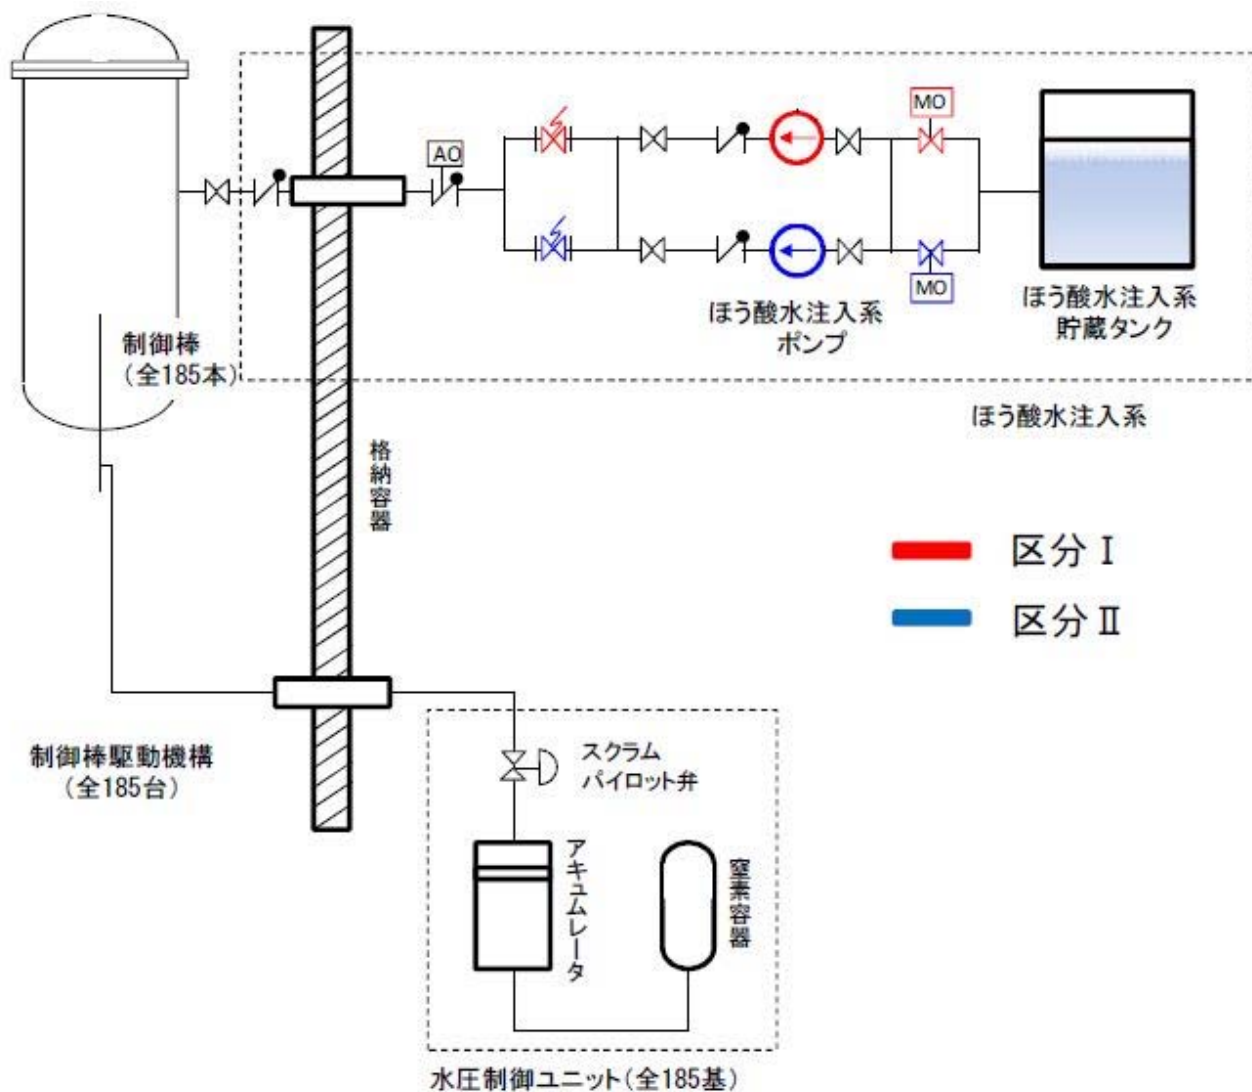 MO
AO
MO
ほう酸水注入系
ポンプ
ほう酸水注入系
貯蔵タンク
制御棒
(全185本)
ほう酸水注入系
格納容器
区分Ⅰ
区分Ⅱ
制御棒駆動機構
(全185台)
スクラム
パイロット弁
アキュムレータ
窒素容器
水圧制御ユニット(全185基)